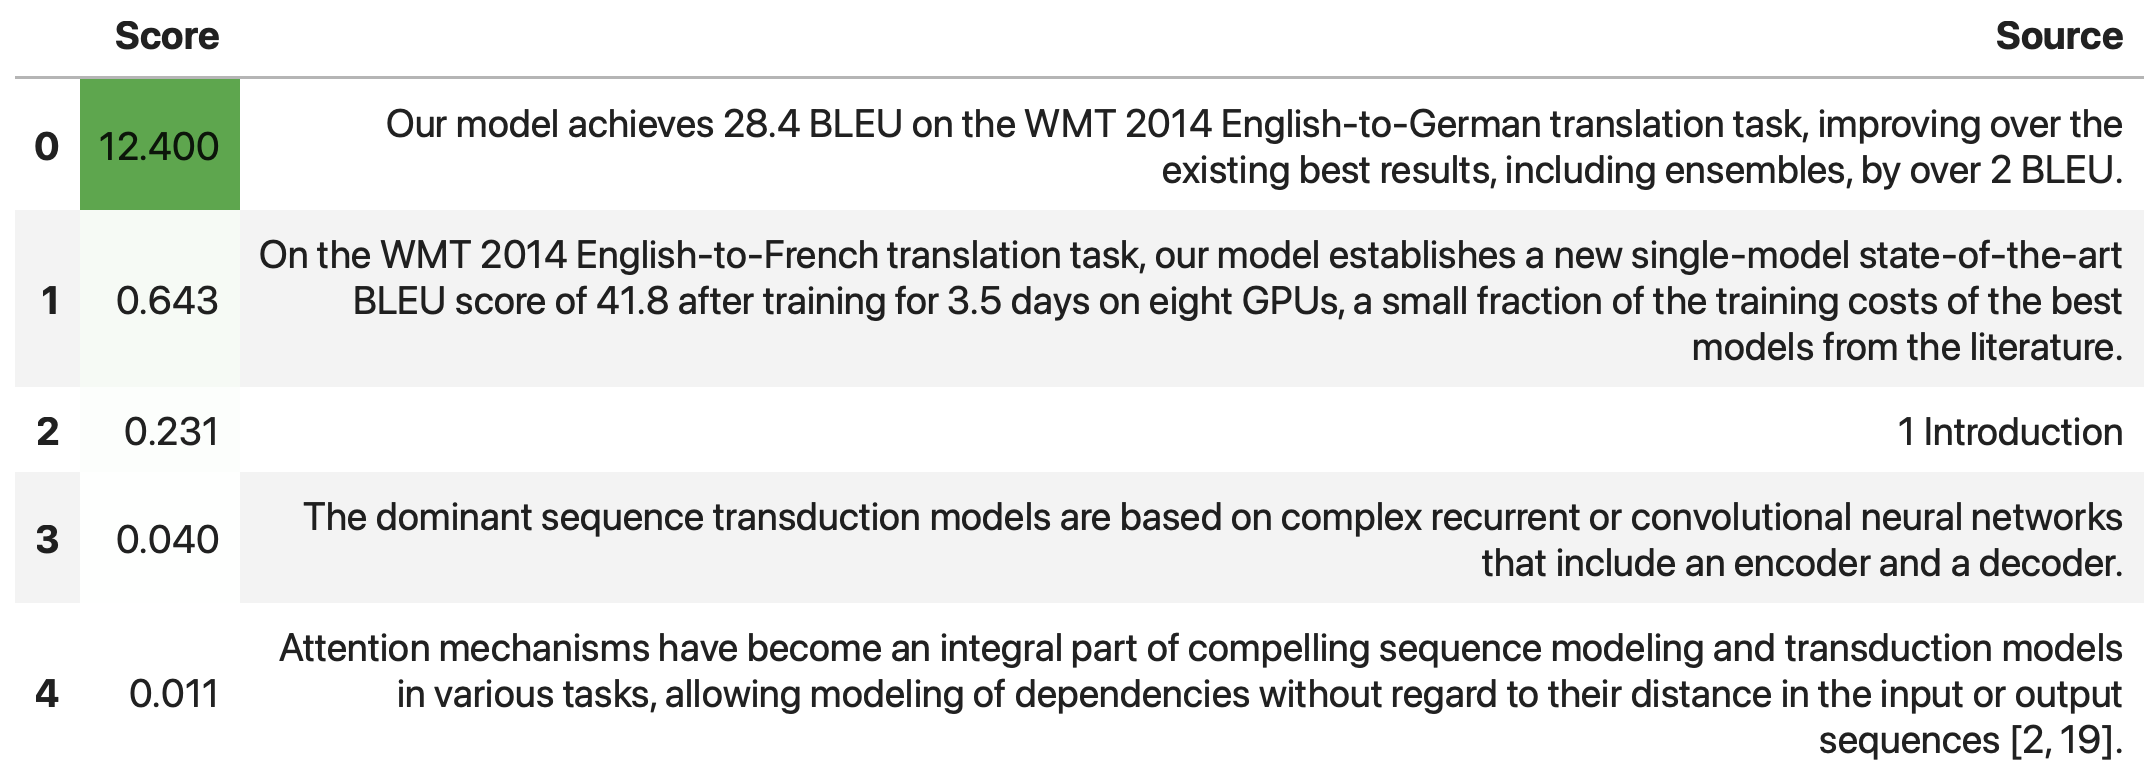 Score Source
0 12.400 Our model achieves 28.4 BLEU on the WMT 2014 English-to-German translation task, improving over the
existing best results, including ensembles, by over 2 BLEU.
1 0.643 On the WMT 2014 English-to-French translation task, our model establishes a new single-model state-of-the-art
BLEU score of 41.8 after training for 3.5 days on eight GPUs, a small fraction of the training costs of the best
models from the literature.
2 0.231 1 Introduction
3 0.040 The dominant sequence transduction models are based on complex recurrent or convolutional neural networks
that include an encoder and a decoder.
4 0.011 Attention mechanisms have become an integral part of compelling sequence modeling and transduction models
in various tasks, allowing modeling of dependencies without regard to their distance in the input or output
sequences [2, 19].